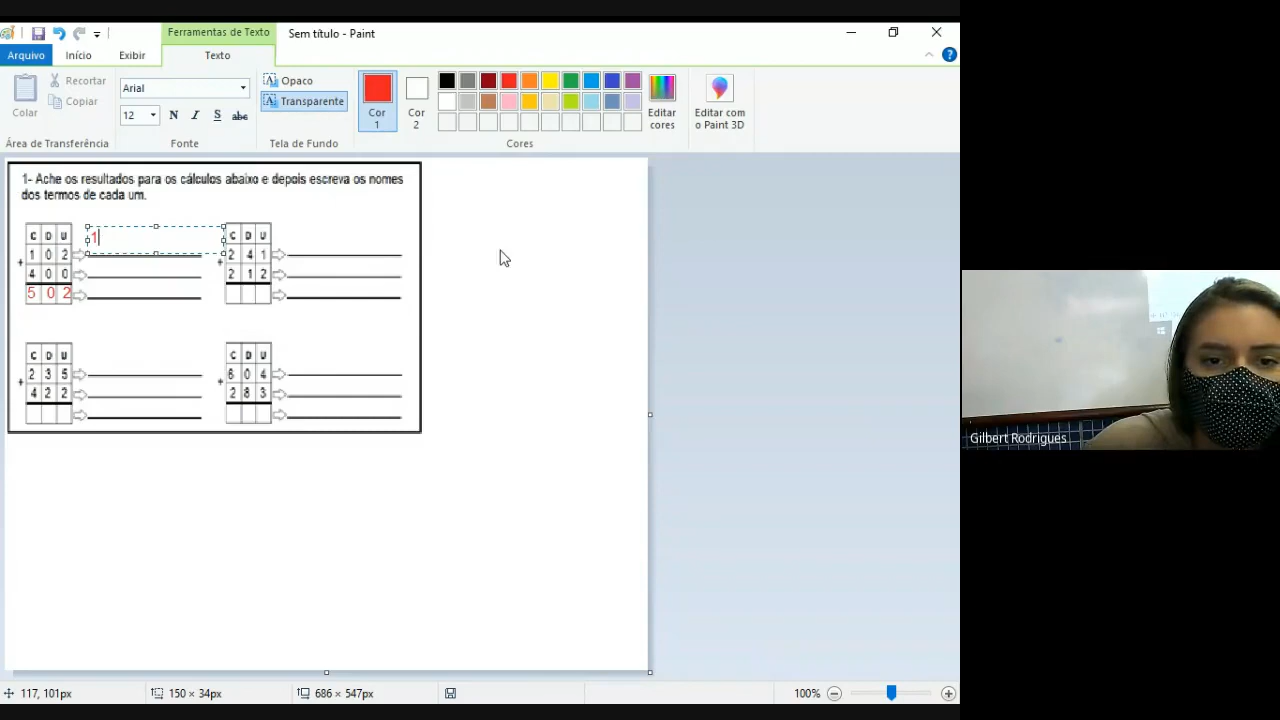 Ferramentas de Texto
Sem título - Paint
Arquivo
Início
Exibir
Texto
Colar
Recortar
Copiar
Área de Transferência
Arial
12
N I S abc
Fonte
Opaco
Transparente
Tela de Fundo
Cor
1
Cor
2
Editar
cores
Editar com
o Paint 3D
Cores
1- Ache os resultados para os cálculos abaixo e depois escreva os nomes
dos termos de cada um.
C D U
1 0 2
+
4 0 0
5 0 2
1
C D U
2 4 1
+
2 1 2
C D U
2 3 5
+
4 2 2
C D U
6 0 4
+
2 8 3
117, 101px
150 × 34px
686 × 547px
100%
Gilbert Rodrigues